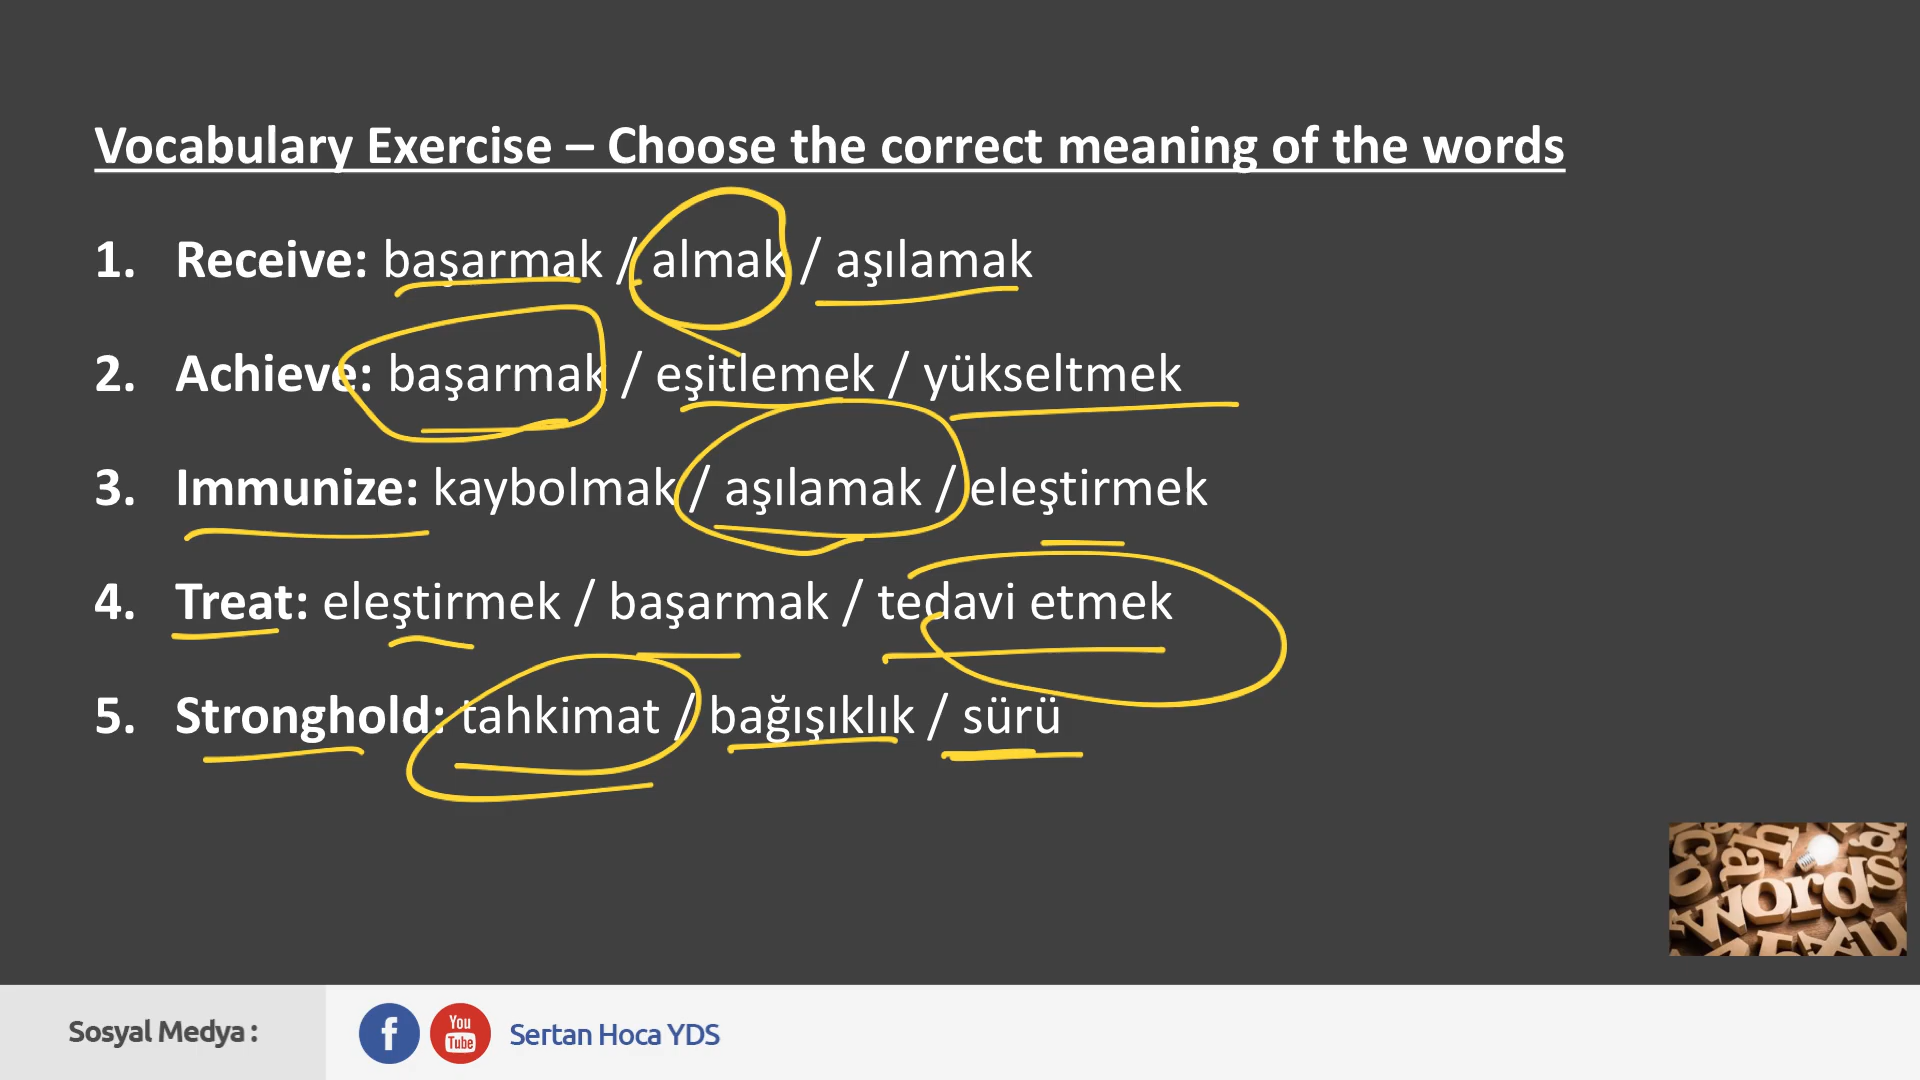 Vocabulary Exercise – Choose the correct meaning of the words
1. Receive: başarmak / almak / aşılamak
2. Achieve: başarmak / eşitlemek / yükseltmek
3. Immunize: kaybolmak / aşılamak / eleştirmek
4. Treat: eleştirmek / başarmak / tedavi etmek
5. Stronghold: tahkimat / bağışıklık / sürü
words
Sosyal Medya :
f
You
Tube
Sertan Hoca YDS